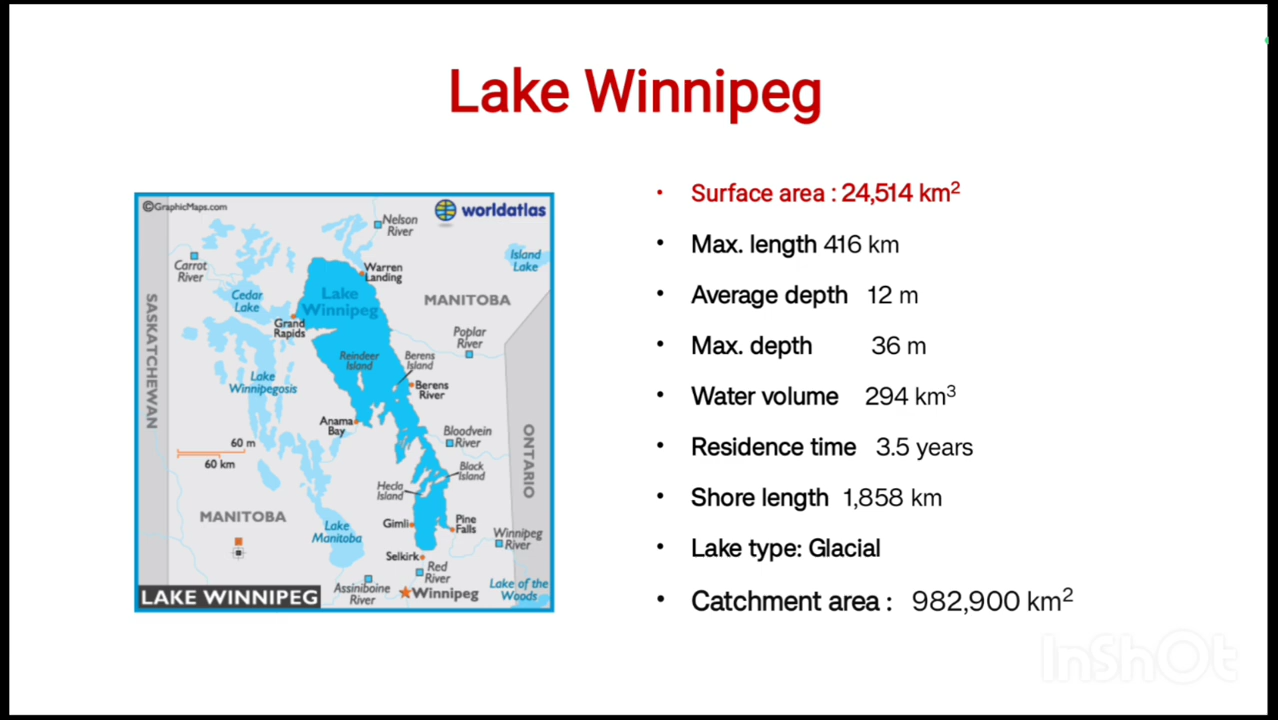 Lake Winnipeg
©GraphicMaps.com
worldatlas
Nelson
River
Carrot
River
Island
Lake
Warren
Landing
Cedar
Lake
Lake
Winnipeg
MANITOBA
SASKATCHEWAN
Grand
Rapids
Poplar
River
Reindeer
Island
Berens
Island
Lake
Winnipegosis
Berens
River
Anama
Bay
Bloodvein
River
60 m
60 km
ONTARIO
Black
Island
Hecla
Island
MANITOBA
Lake
Manitoba
Gimli
Pine
Falls
Winnipeg
River
Selkirk
Red
River
Assiniboine
River
Winnipeg
Lake of the
Woods
LAKE WINNIPEG
• Surface area : 24,514 km²
• Max. length 416 km
• Average depth 12 m
• Max. depth 36 m
• Water volume 294 km³
• Residence time 3.5 years
• Shore length 1,858 km
• Lake type: Glacial
• Catchment area : 982,900 km²
InShOt